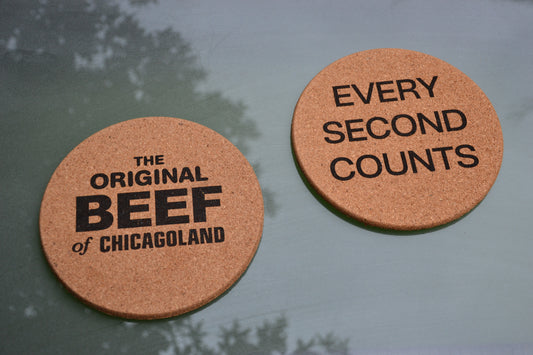 THE
ORIGINAL
BEEF
of CHICAGOLAND
EVERY
SECOND
COUNTS